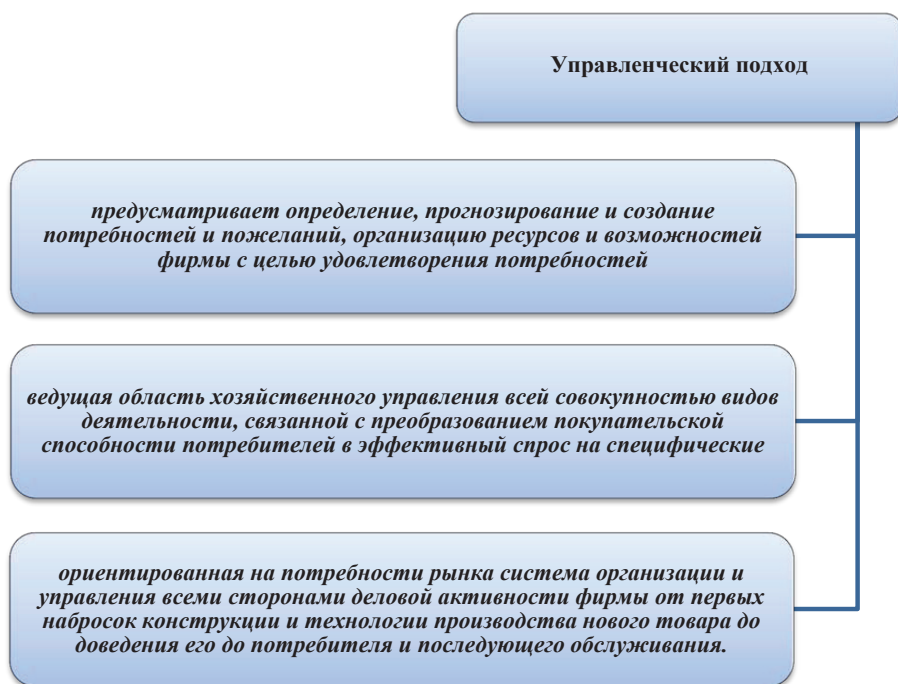 Управленческий подход
предусматривает определение, прогнозирование и создание
потребностей и пожеланий, организацию ресурсов и возможностей
фирмы с целью удовлетворения потребностей
ведущая область хозяйственного управления всей совокупностью видов
деятельности, связанной с преобразованием покупательской
способности потребителей в эффективный спрос на специфические
ориентированная на потребности рынка система организации и
управления всеми сторонами деловой активности фирмы от первых
набросок конструкции и технологии производства нового товара до
доведения его до потребителя и последующего обслуживания.